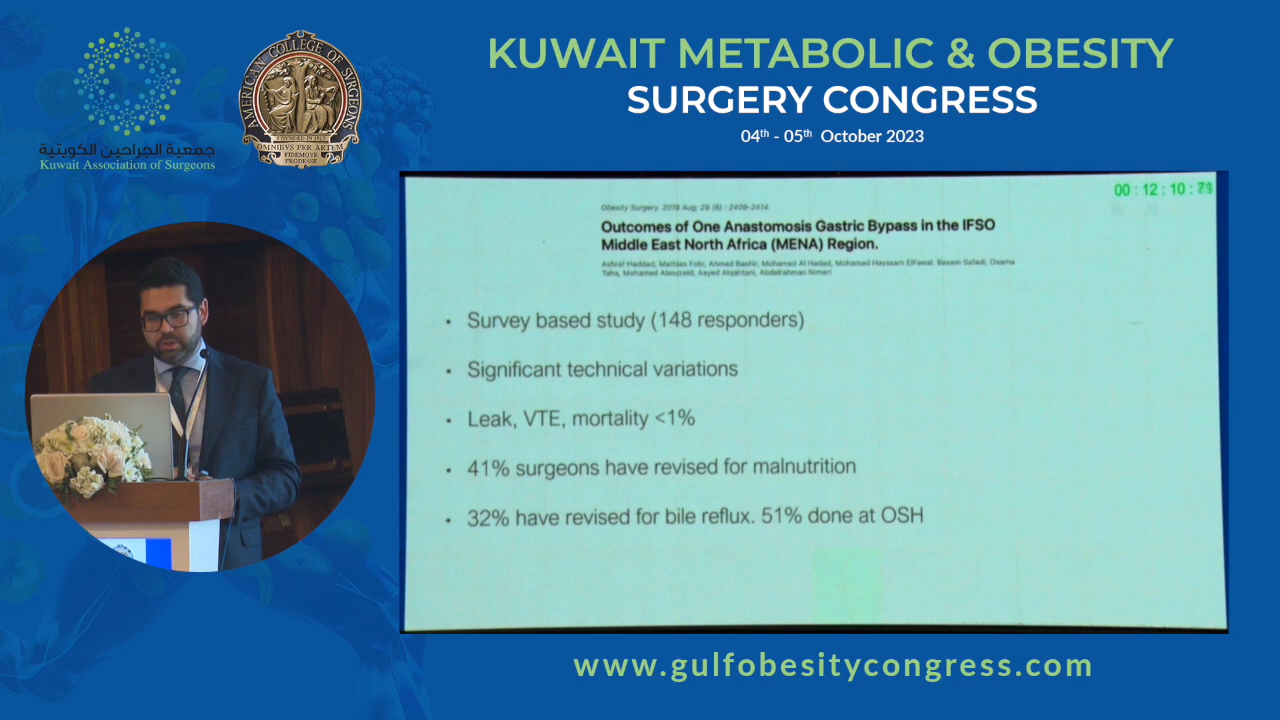 KUWAIT METABOLIC & OBESITY
SURGERY CONGRESS
04th - 05th October 2023
جمعية الجراحين الكويتية
Kuwait Association of Surgeons
AMERICAN COLLEGE OF SURGEONS
FOUNDED IN 1913
OMNIBVS PER ARTEM
FIDEMQVE
PRODESSE
00 : 12 : 10 :
Obesity Surgery. 2019 Aug; 29 (8) : 2409-2414.
Outcomes of One Anastomosis Gastric Bypass in the IFSO
Middle East North Africa (MENA) Region.
Ashraf Haddad, Mathias Fobi, Ahmad Bashir, Mohamed Al Hadad, Mohamed Hayssam ElFawal, Basem Safadi, Osama
Taha, Mohamed Abouzeid, Aayed Alqahtani, Abdelrahman Nimeri
• Survey based study (148 responders)
• Significant technical variations
• Leak, VTE, mortality <1%
• 41% surgeons have revised for malnutrition
• 32% have revised for bile reflux. 51% done at OSH
www.gulfobesitycongress.com